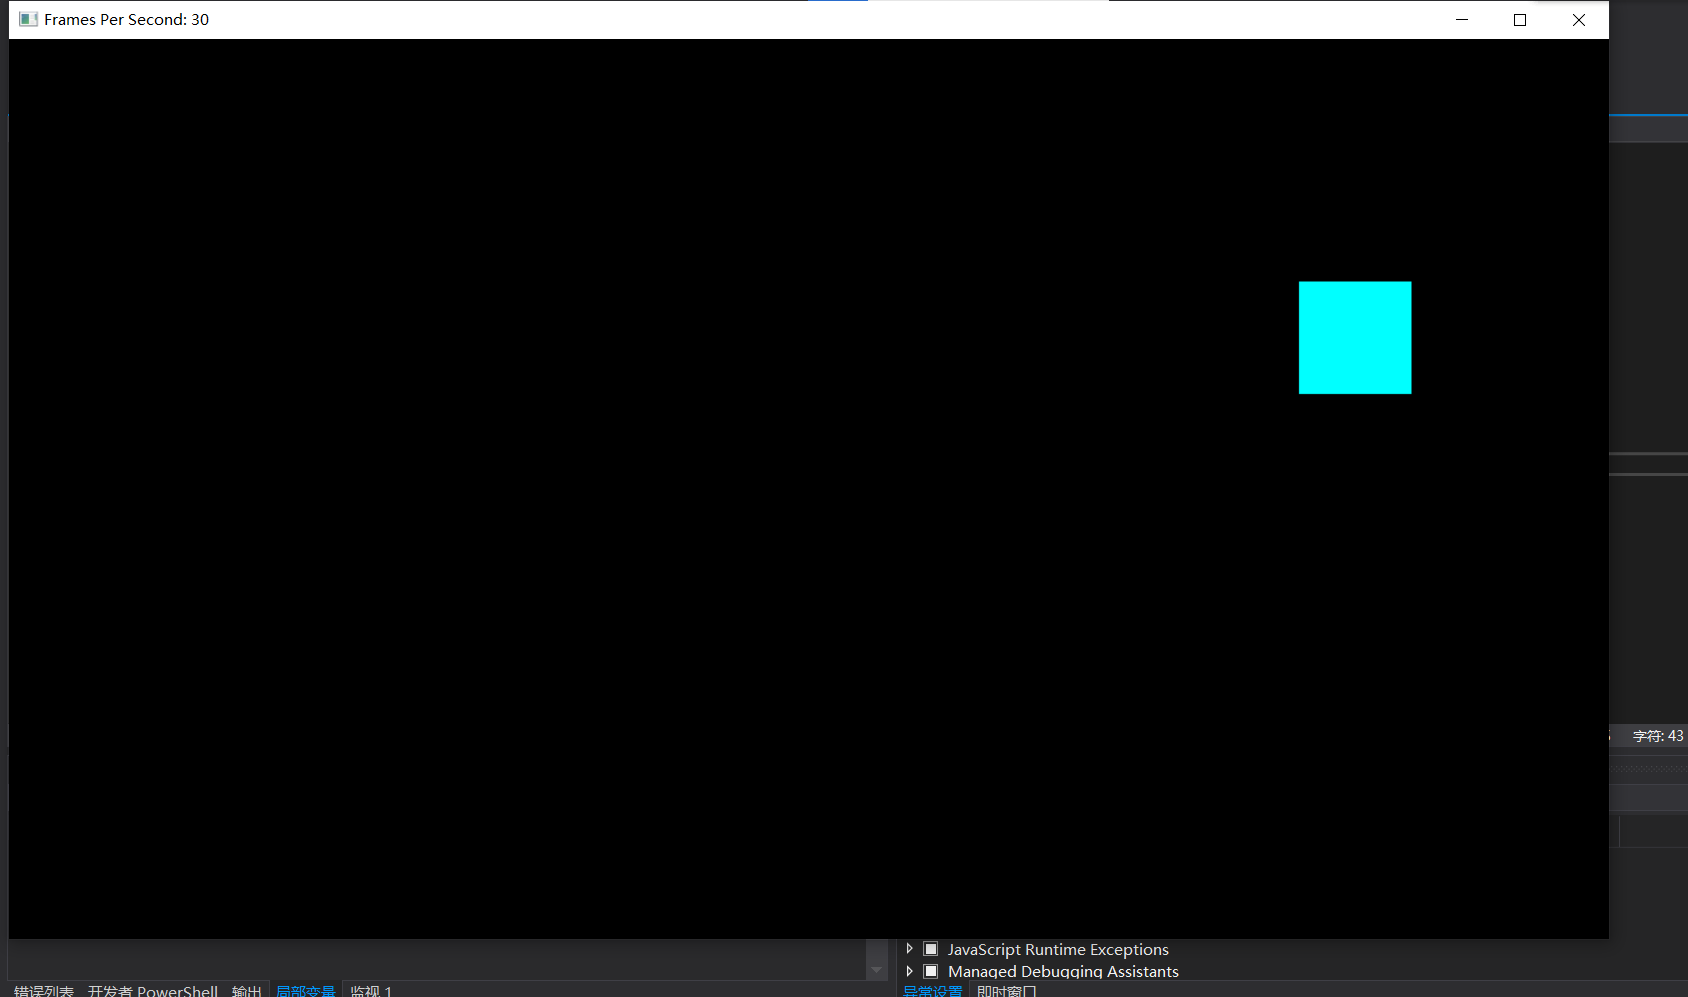 Frames Per Second: 30
字符: 43
JavaScript Runtime Exceptions
Managed Debugging Assistants
错误列表 开发者 PowerShell 输出 局部变量 监视 1
异常设置 即时窗口